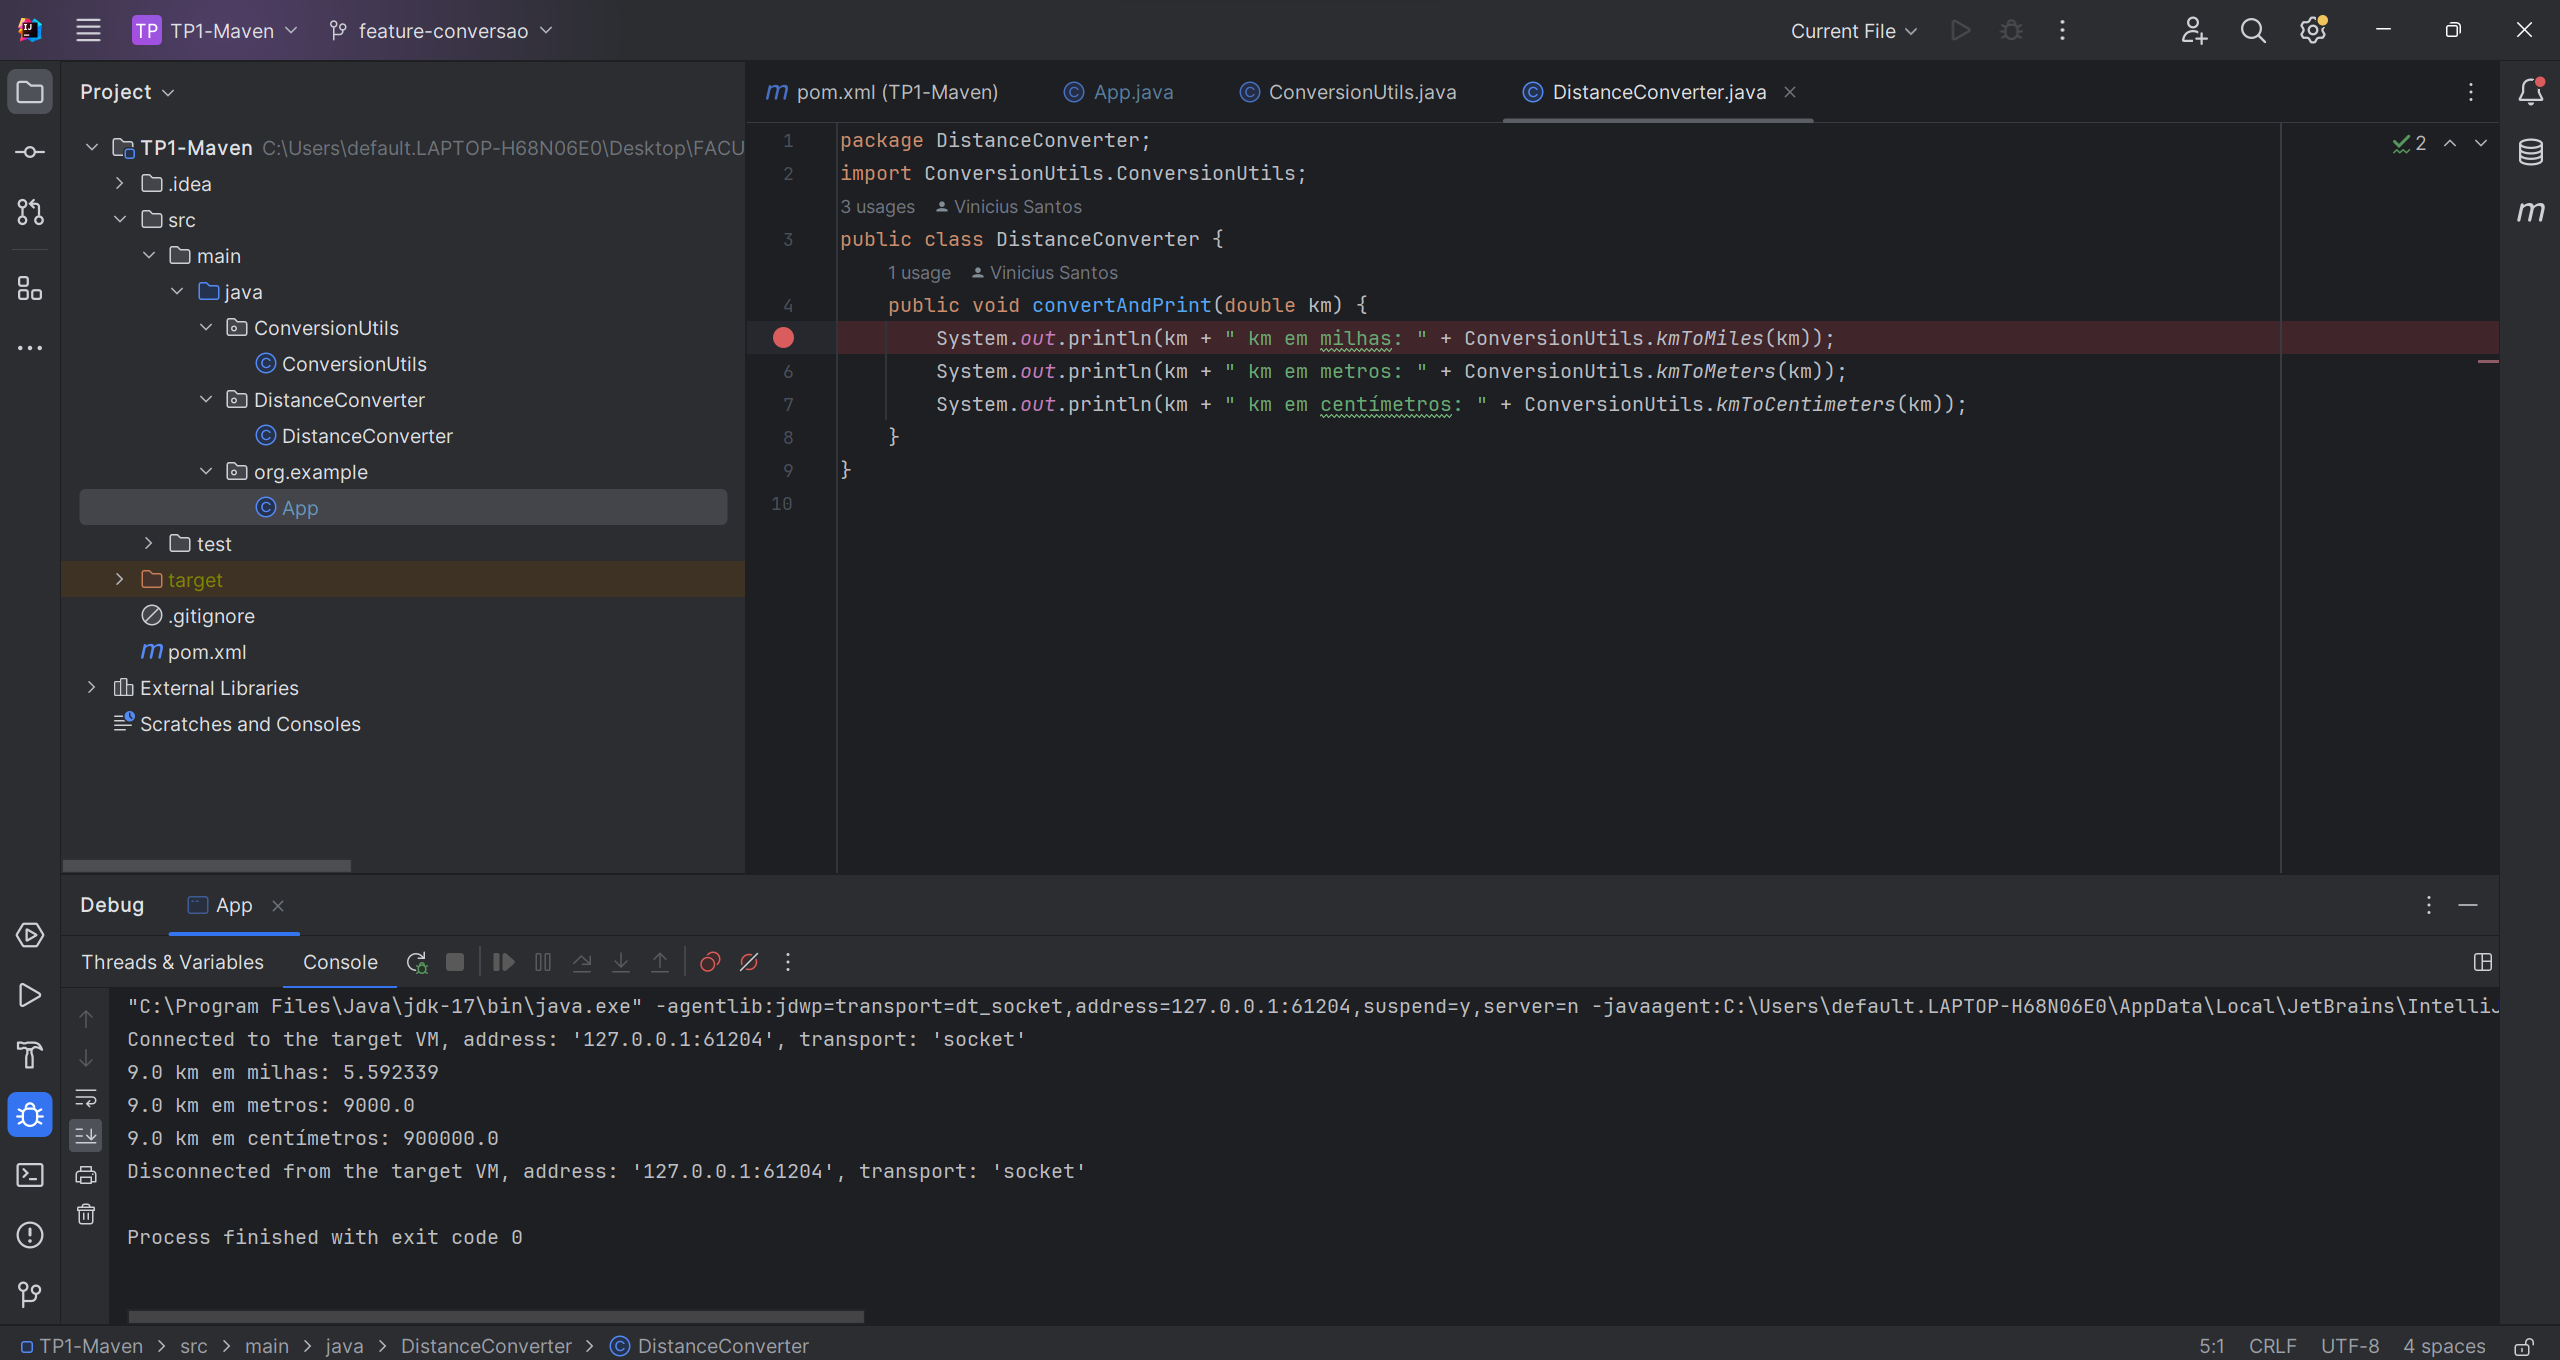 TP TP1-Maven feature-conversao Current File
Project
TP1-Maven C:\Users\default.LAPTOP-H68N06E0\Desktop\FACU
.idea
src
main
java
ConversionUtils
ConversionUtils
DistanceConverter
DistanceConverter
org.example
App
test
target
.gitignore
pom.xml
External Libraries
Scratches and Consoles
pom.xml (TP1-Maven) App.java ConversionUtils.java DistanceConverter.java
1 package DistanceConverter;
2 import ConversionUtils.ConversionUtils;
3 usages Vinicius Santos
3 public class DistanceConverter {
1 usage Vinicius Santos
4 public void convertAndPrint(double km) {
System.out.println(km + " km em milhas: " + ConversionUtils.kmToMiles(km));
6 System.out.println(km + " km em metros: " + ConversionUtils.kmToMeters(km));
7 System.out.println(km + " km em centímetros: " + ConversionUtils.kmToCentimeters(km));
8 }
9 }
10
2
Debug App
Threads & Variables Console
"C:\Program Files\Java\jdk-17\bin\java.exe" -agentlib:jdwp=transport=dt_socket,address=127.0.0.1:61204,suspend=y,server=n -javaagent:C:\Users\default.LAPTOP-H68N06E0\AppData\Local\JetBrains\IntelliJ
Connected to the target VM, address: '127.0.0.1:61204', transport: 'socket'
9.0 km em milhas: 5.592339
9.0 km em metros: 9000.0
9.0 km em centímetros: 900000.0
Disconnected from the target VM, address: '127.0.0.1:61204', transport: 'socket'
Process finished with exit code 0
TP1-Maven > src > main > java > DistanceConverter > DistanceConverter 5:1 CRLF UTF-8 4 spaces